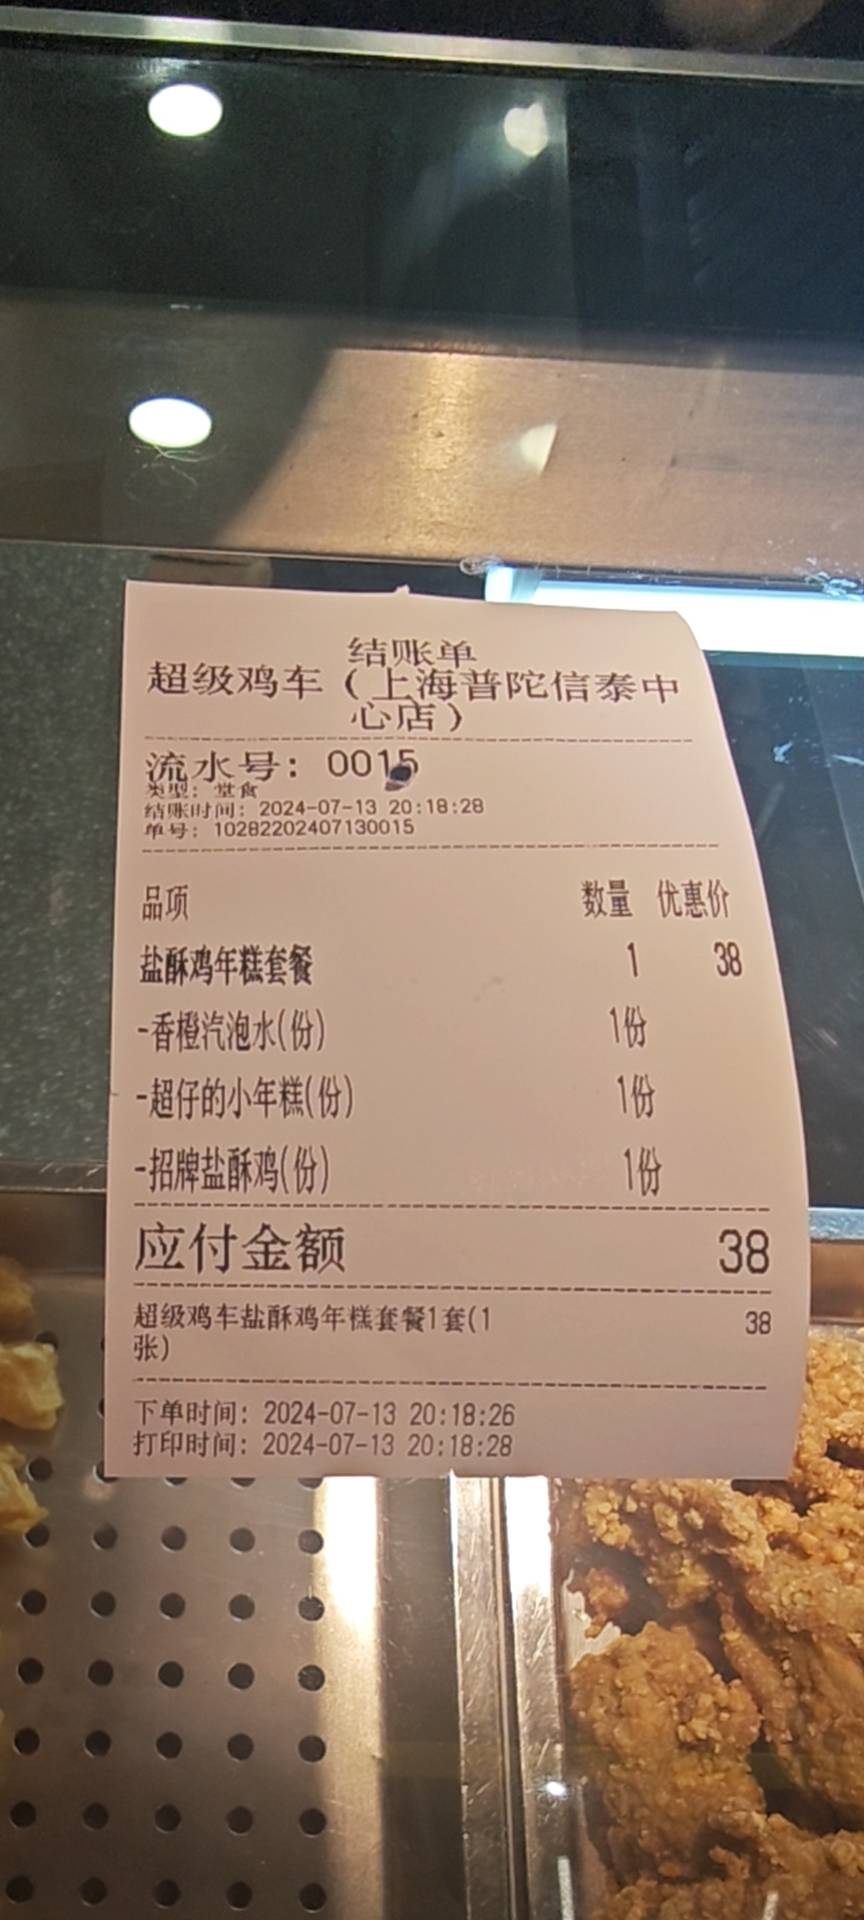 结账单
超级鸡车（上海普陀信泰中
心店）
流水号：0015
类型：堂食
结账时间：2024-07-13 20:18:28
单号：10282202407130015
品项 数量 优惠价
盐酥鸡年糕套餐 1 38
-香橙汽泡水(份) 1份
-超仔的小年糕(份) 1份
-招牌盐酥鸡(份) 1份
应付金额 38
超级鸡车盐酥鸡年糕套餐1套(1 38
张)
下单时间：2024-07-13 20:18:26
打印时间：2024-07-13 20:18:28